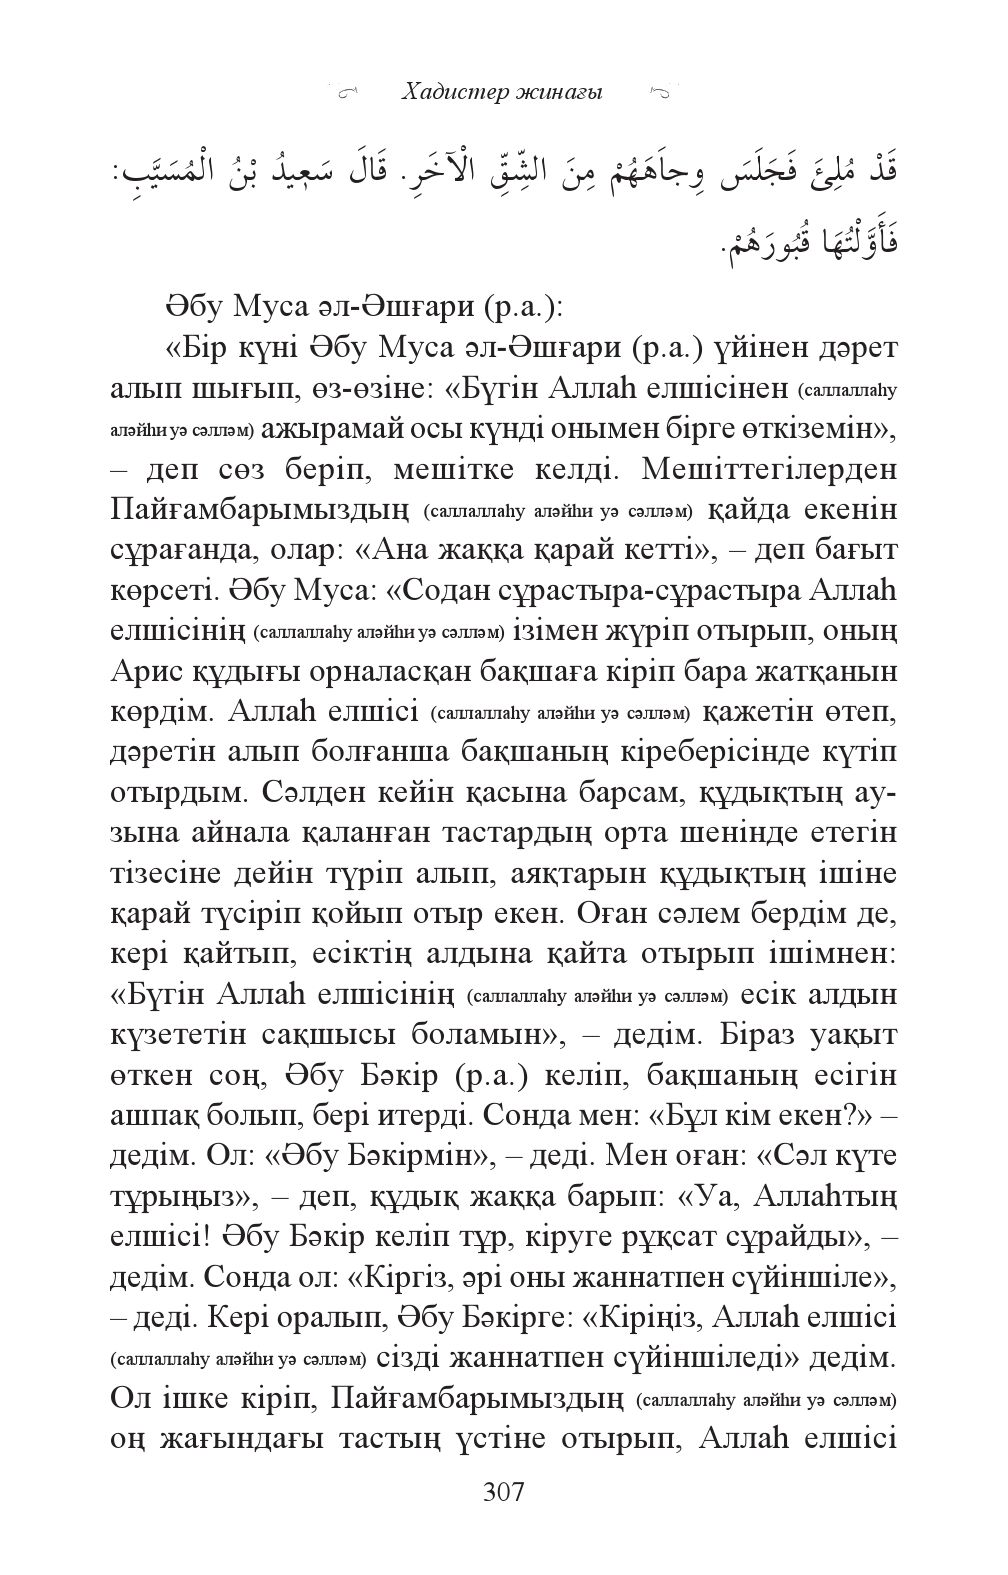 Хадистер жинағы
قَدْ مُلِئَ فَجَلَسَ وِجاَهَهُمْ مِنَ الشِّقِّ الْآخَرِ. قَالَ سَعِيدُ بْنُ الْمُسَيَّبِ:
فَأَوَّلْتُهَا قُبُورَهُمْ.
Әбу Муса әл-Әшғари (р.а.):
«Бір күні Әбу Муса әл-Әшғари (р.а.) үйінен дәрет
алып шығып, өз-өзіне: «Бүгін Аллаһ елшісінен (саллаллаһу
аләйһи уә сәлләм) ажырамай осы күнді онымен бірге өткіземін»,
– деп сөз беріп, мешітке келді. Мешіттегілерден
Пайғамбарымыздың (саллаллаһу аләйһи уә сәлләм) қайда екенін
сұрағанда, олар: «Ана жаққа қарай кетті», – деп бағыт
көрсеті. Әбу Муса: «Содан сұрастыра-сұрастыра Аллаһ
елшісінің (саллаллаһу аләйһи уә сәлләм) ізімен жүріп отырып, оның
Арис құдығы орналасқан бақшаға кіріп бара жатқанын
көрдім. Аллаһ елшісі (саллаллаһу аләйһи уә сәлләм) қажетін өтеп,
дәретін алып болғанша бақшаның кіреберісінде күтіп
отырдым. Сәлден кейін қасына барсам, құдықтың ау-
зына айнала қаланған тастардың орта шенінде етегін
тізесіне дейін түріп алып, аяқтарын құдықтың ішіне
қарай түсіріп қойып отыр екен. Оған сәлем бердім де,
кері қайтып, есіктің алдына қайта отырып ішімнен:
«Бүгін Аллаһ елшісінің (саллаллаһу аләйһи уә сәлләм) есік алдын
күзететін сақшысы боламын», – дедім. Біраз уақыт
өткен соң, Әбу Бәкір (р.а.) келіп, бақшаның есігін
ашпақ болып, бері итерді. Сонда мен: «Бұл кім екен?» –
дедім. Ол: «Әбу Бәкірмін», – деді. Мен оған: «Сәл күте
тұрыңыз», – деп, құдық жаққа барып: «Уа, Аллаһтың
елшісі! Әбу Бәкір келіп тұр, кіруге рұқсат сұрайды», –
дедім. Сонда ол: «Кіргіз, әрі оны жаннатпен сүйіншіле»,
– деді. Кері оралып, Әбу Бәкірге: «Кіріңіз, Аллаһ елшісі
(саллаллаһу аләйһи уә сәлләм) сізді жаннатпен сүйіншіледі» дедім.
Ол ішке кіріп, Пайғамбарымыздың (саллаллаһу аләйһи уә сәлләм)
оң жағындағы тастың үстіне отырып, Аллаһ елшісі
307